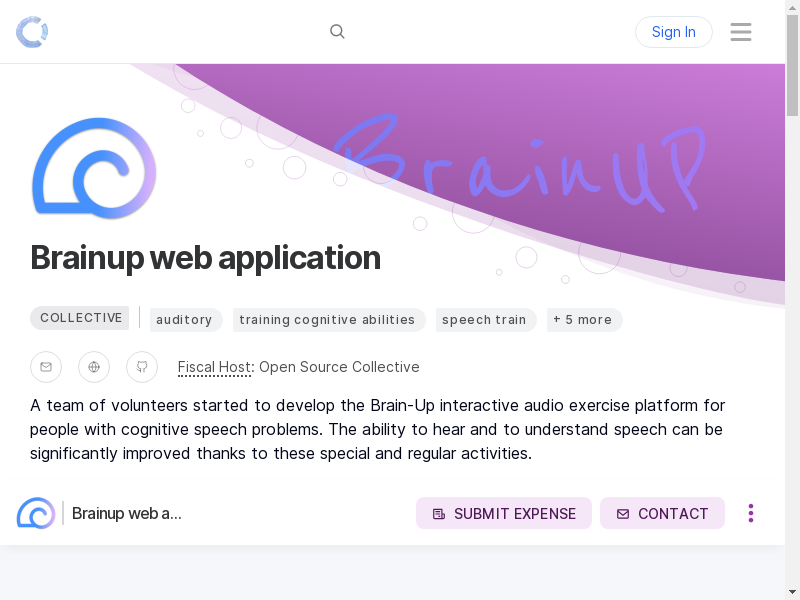 Sign In
BrainUP
Brainup web application
COLLECTIVE
auditory
training cognitive abilities
speech train
+ 5 more
Fiscal Host: Open Source Collective
A team of volunteers started to develop the Brain-Up interactive audio exercise platform for
people with cognitive speech problems. The ability to hear and to understand speech can be
significantly improved thanks to these special and regular activities.
Brainup web a...
SUBMIT EXPENSE
CONTACT